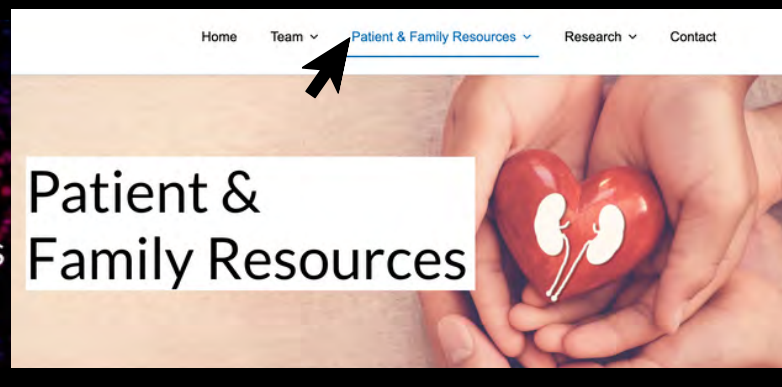 Home Team Patient & Family Resources Research Contact
Patient &
Family Resources